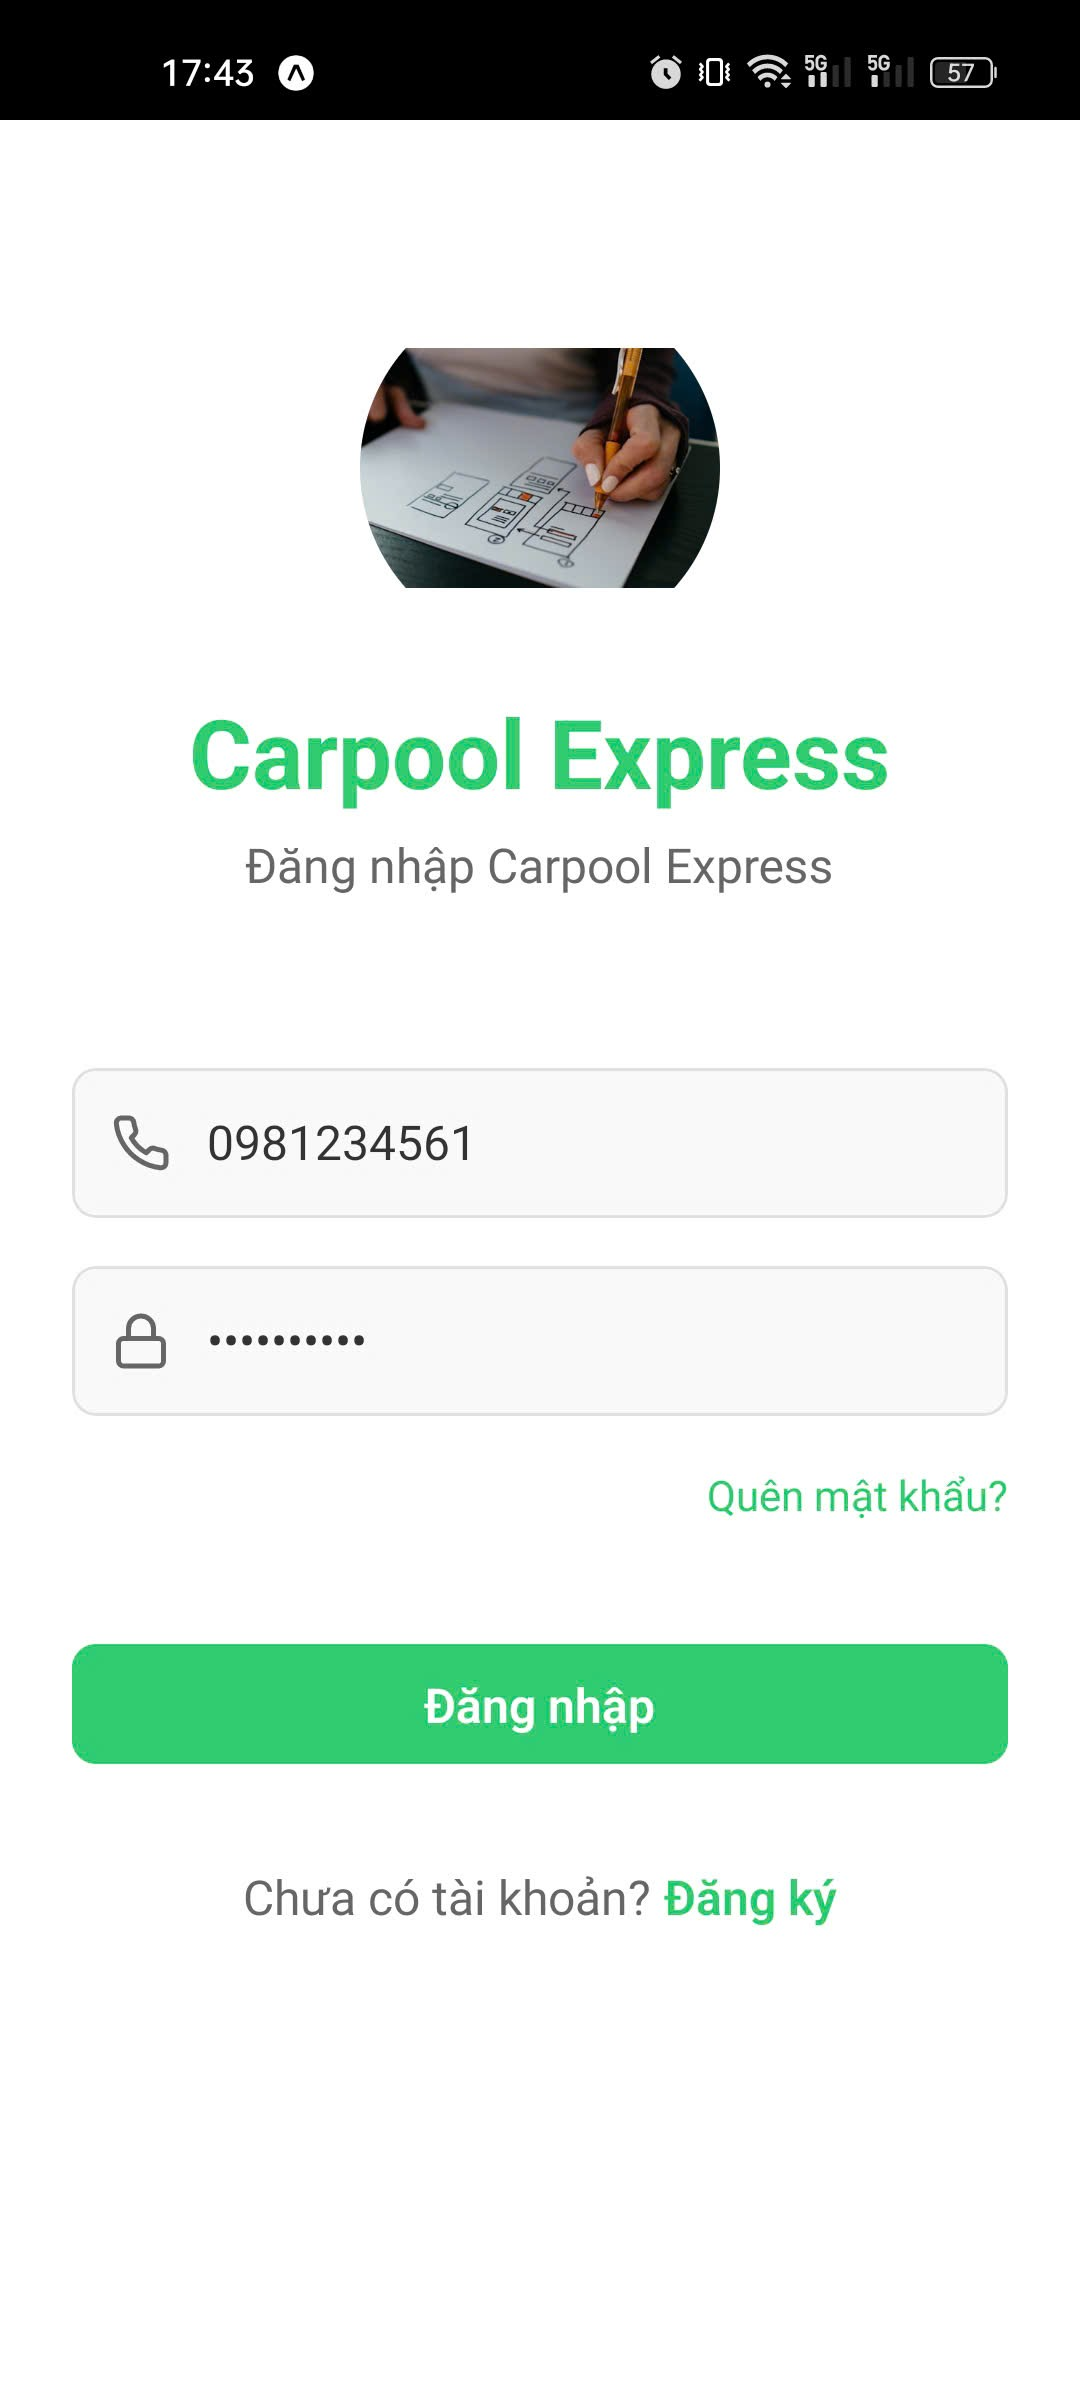 17:43
5G 5G 57
Carpool Express
Đăng nhập Carpool Express
0981234561
••••••••••
Quên mật khẩu?
Đăng nhập
Chưa có tài khoản? Đăng ký